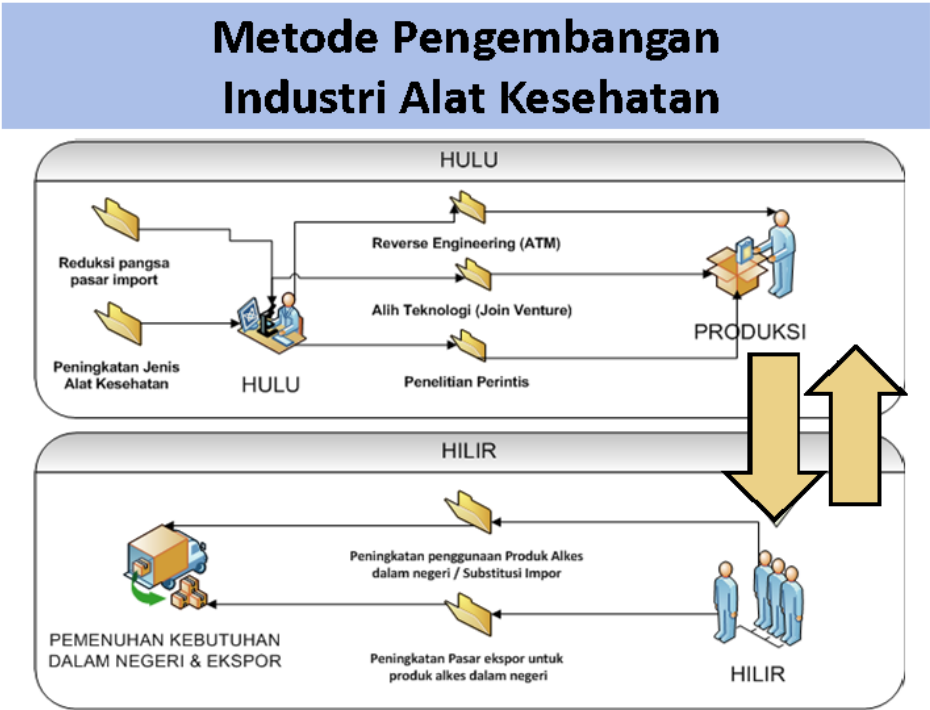 Metode Pengembangan
Industri Alat Kesehatan
HULU
Reduksi pangsa
pasar import
Peningkatan Jenis
Alat Kesehatan
HULU
Reverse Engineering (ATM)
Alih Teknologi (Join Venture)
Penelitian Perintis
PRODUKSI
HILIR
Peningkatan penggunaan Produk Alkes
dalam negeri / Substitusi Impor
Peningkatan Pasar ekspor untuk
produk alkes dalam negeri
PEMENUHAN KEBUTUHAN
DALAM NEGERI & EKSPOR
HILIR